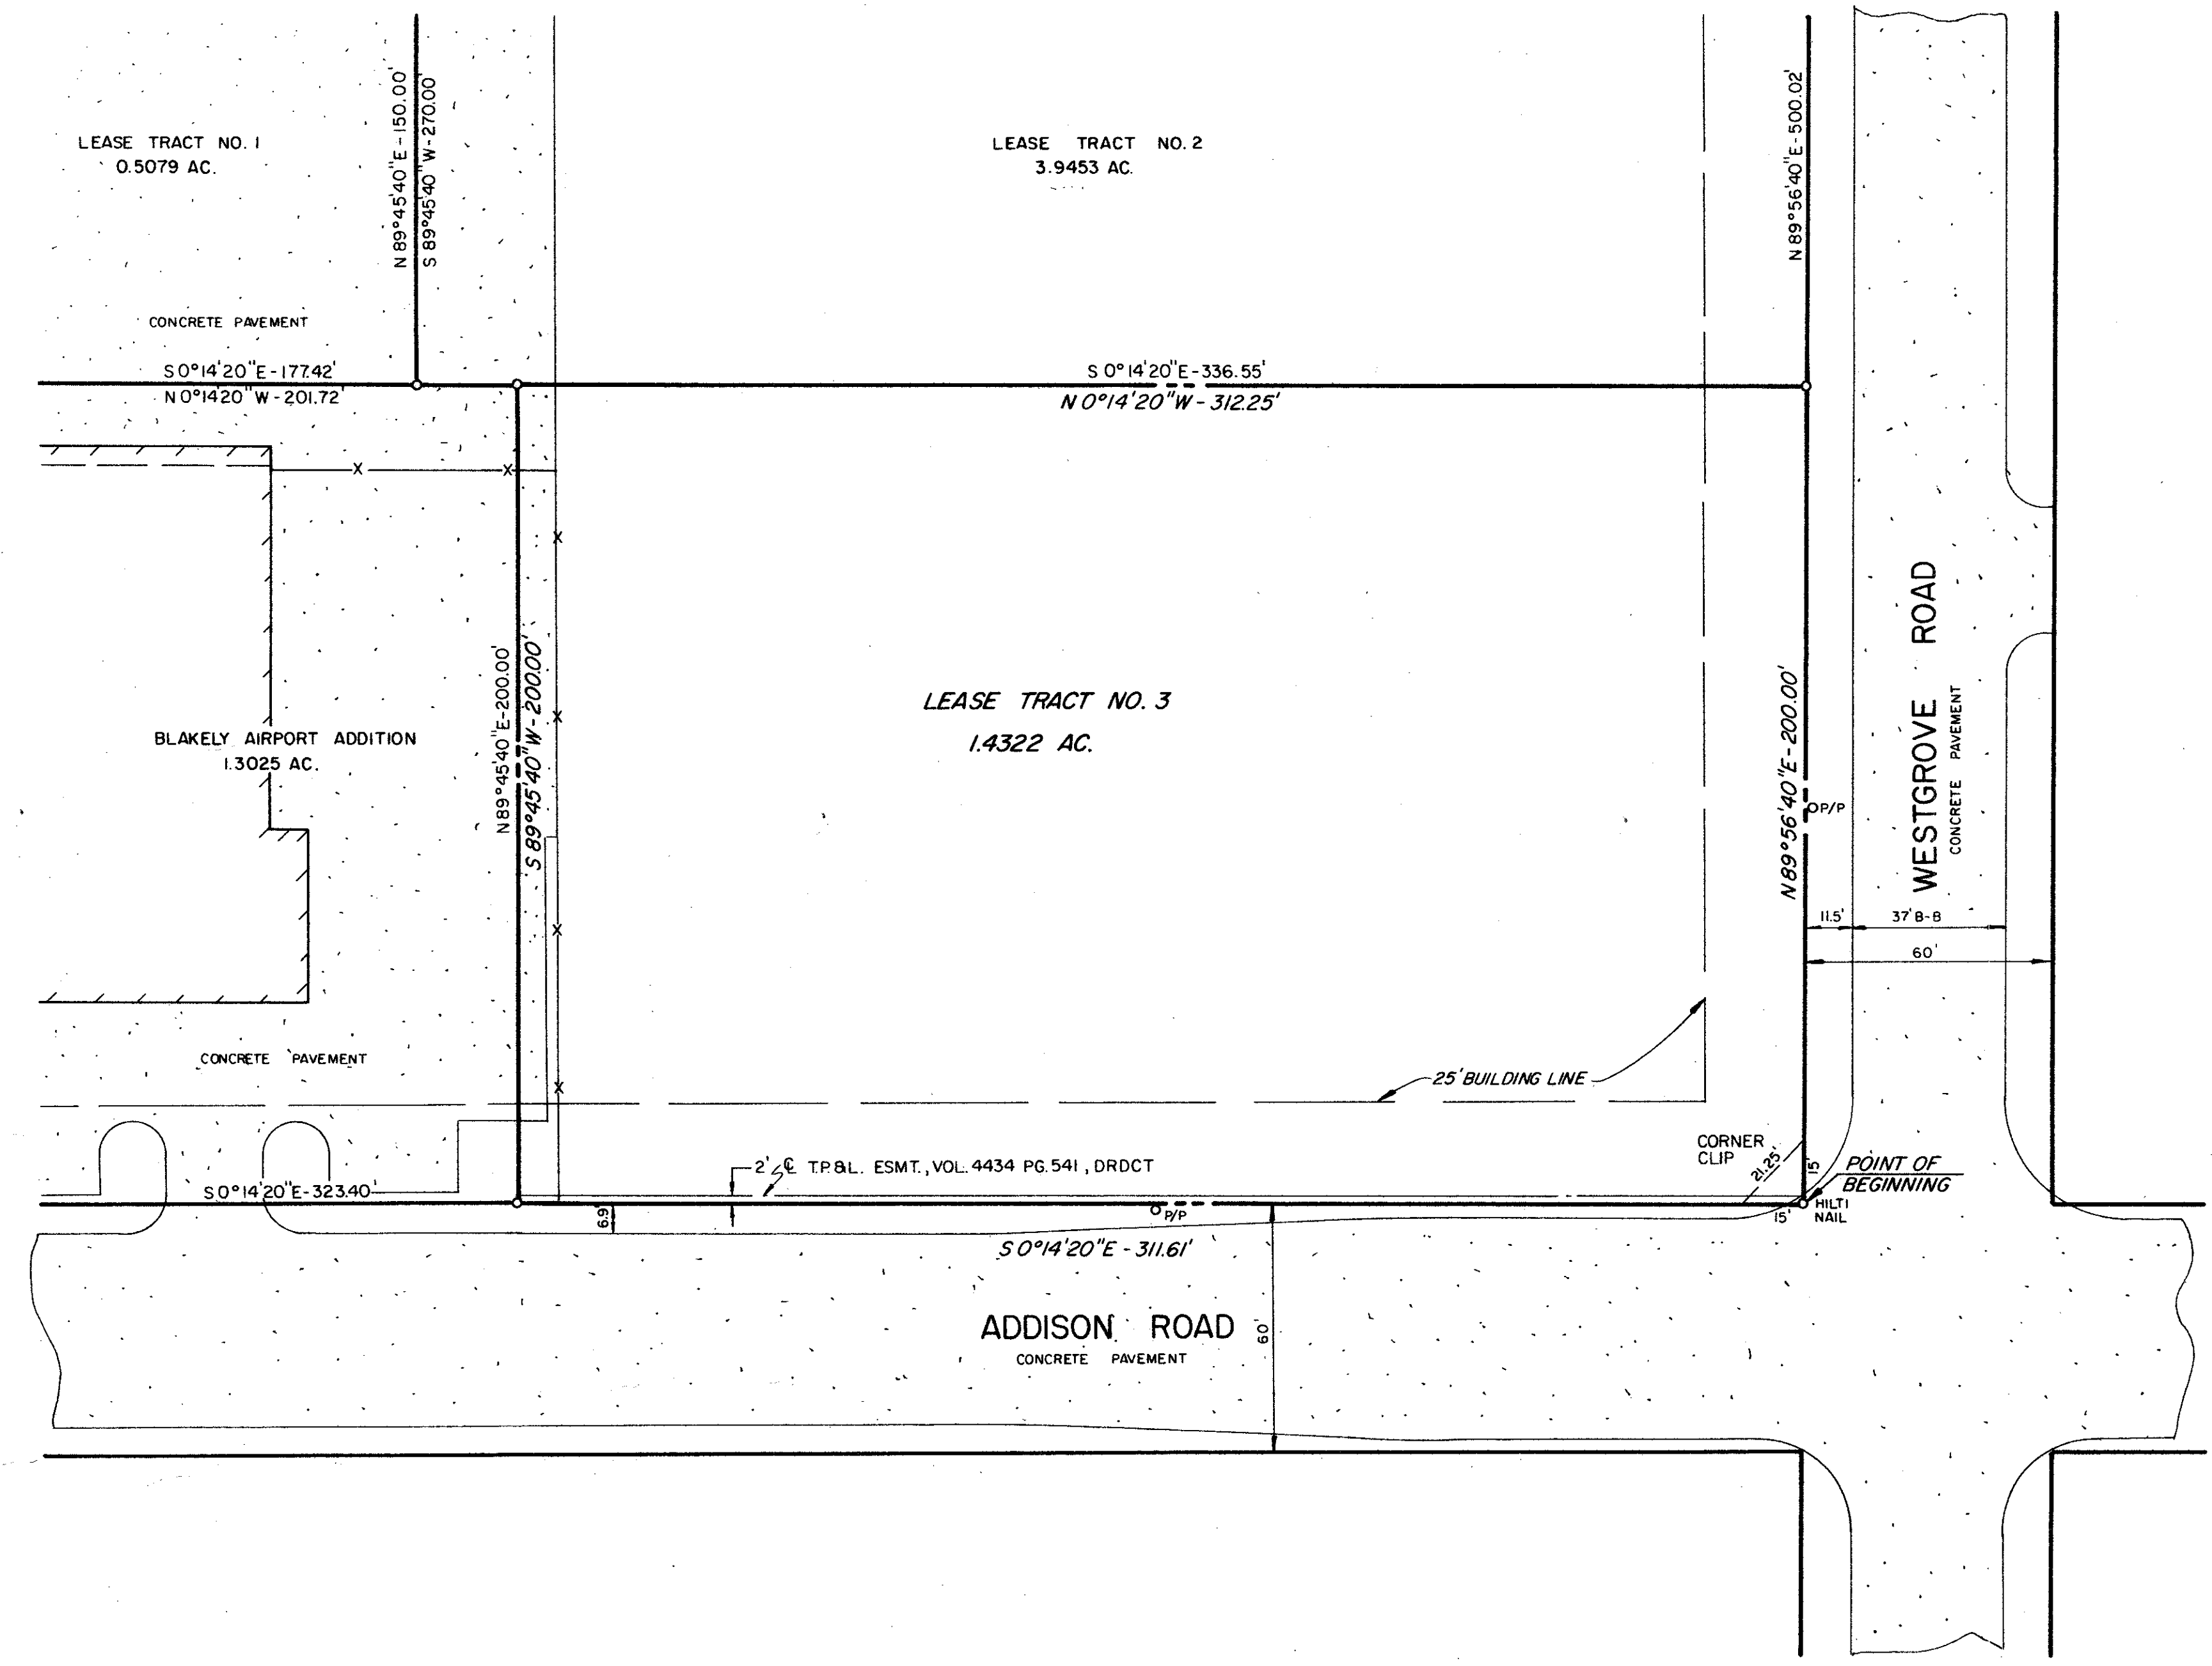 LEASE TRACT NO. 1
0.5079 AC.
N 89°45'40"E-150.00'
S 89°45'40"W-270.00'
LEASE TRACT NO. 2
3.9453 AC.
N 89°56'40"E-500.02'
CONCRETE PAVEMENT
S 0°14'20"E-177.42'
N 0°14'20"W-201.72'
S 0°14'20"E-336.55'
N 0°14'20"W-312.25'
X
X
X
X
X
X
N 89°45'40"E-200.00'
S 89°45'40"W-200.00'
LEASE TRACT NO. 3
1.4322 AC.
BLAKELY AIRPORT ADDITION
1.3025 AC.
N 89°56'40"E-200.00'
P/P
WESTGROVE ROAD
CONCRETE PAVEMENT
11.5'
37' B-B
60'
CONCRETE PAVEMENT
25' BUILDING LINE
CORNER
CLIP
21.25'
15'
POINT OF
BEGINNING
HILTI
NAIL
15'
2' ℄ T.P.&L. ESMT., VOL. 4434 PG. 541, DRDCT
S 0°14'20"E-323.40'
6.9'
P/P
S 0°14'20"E-311.61'
ADDISON ROAD
CONCRETE PAVEMENT
60'